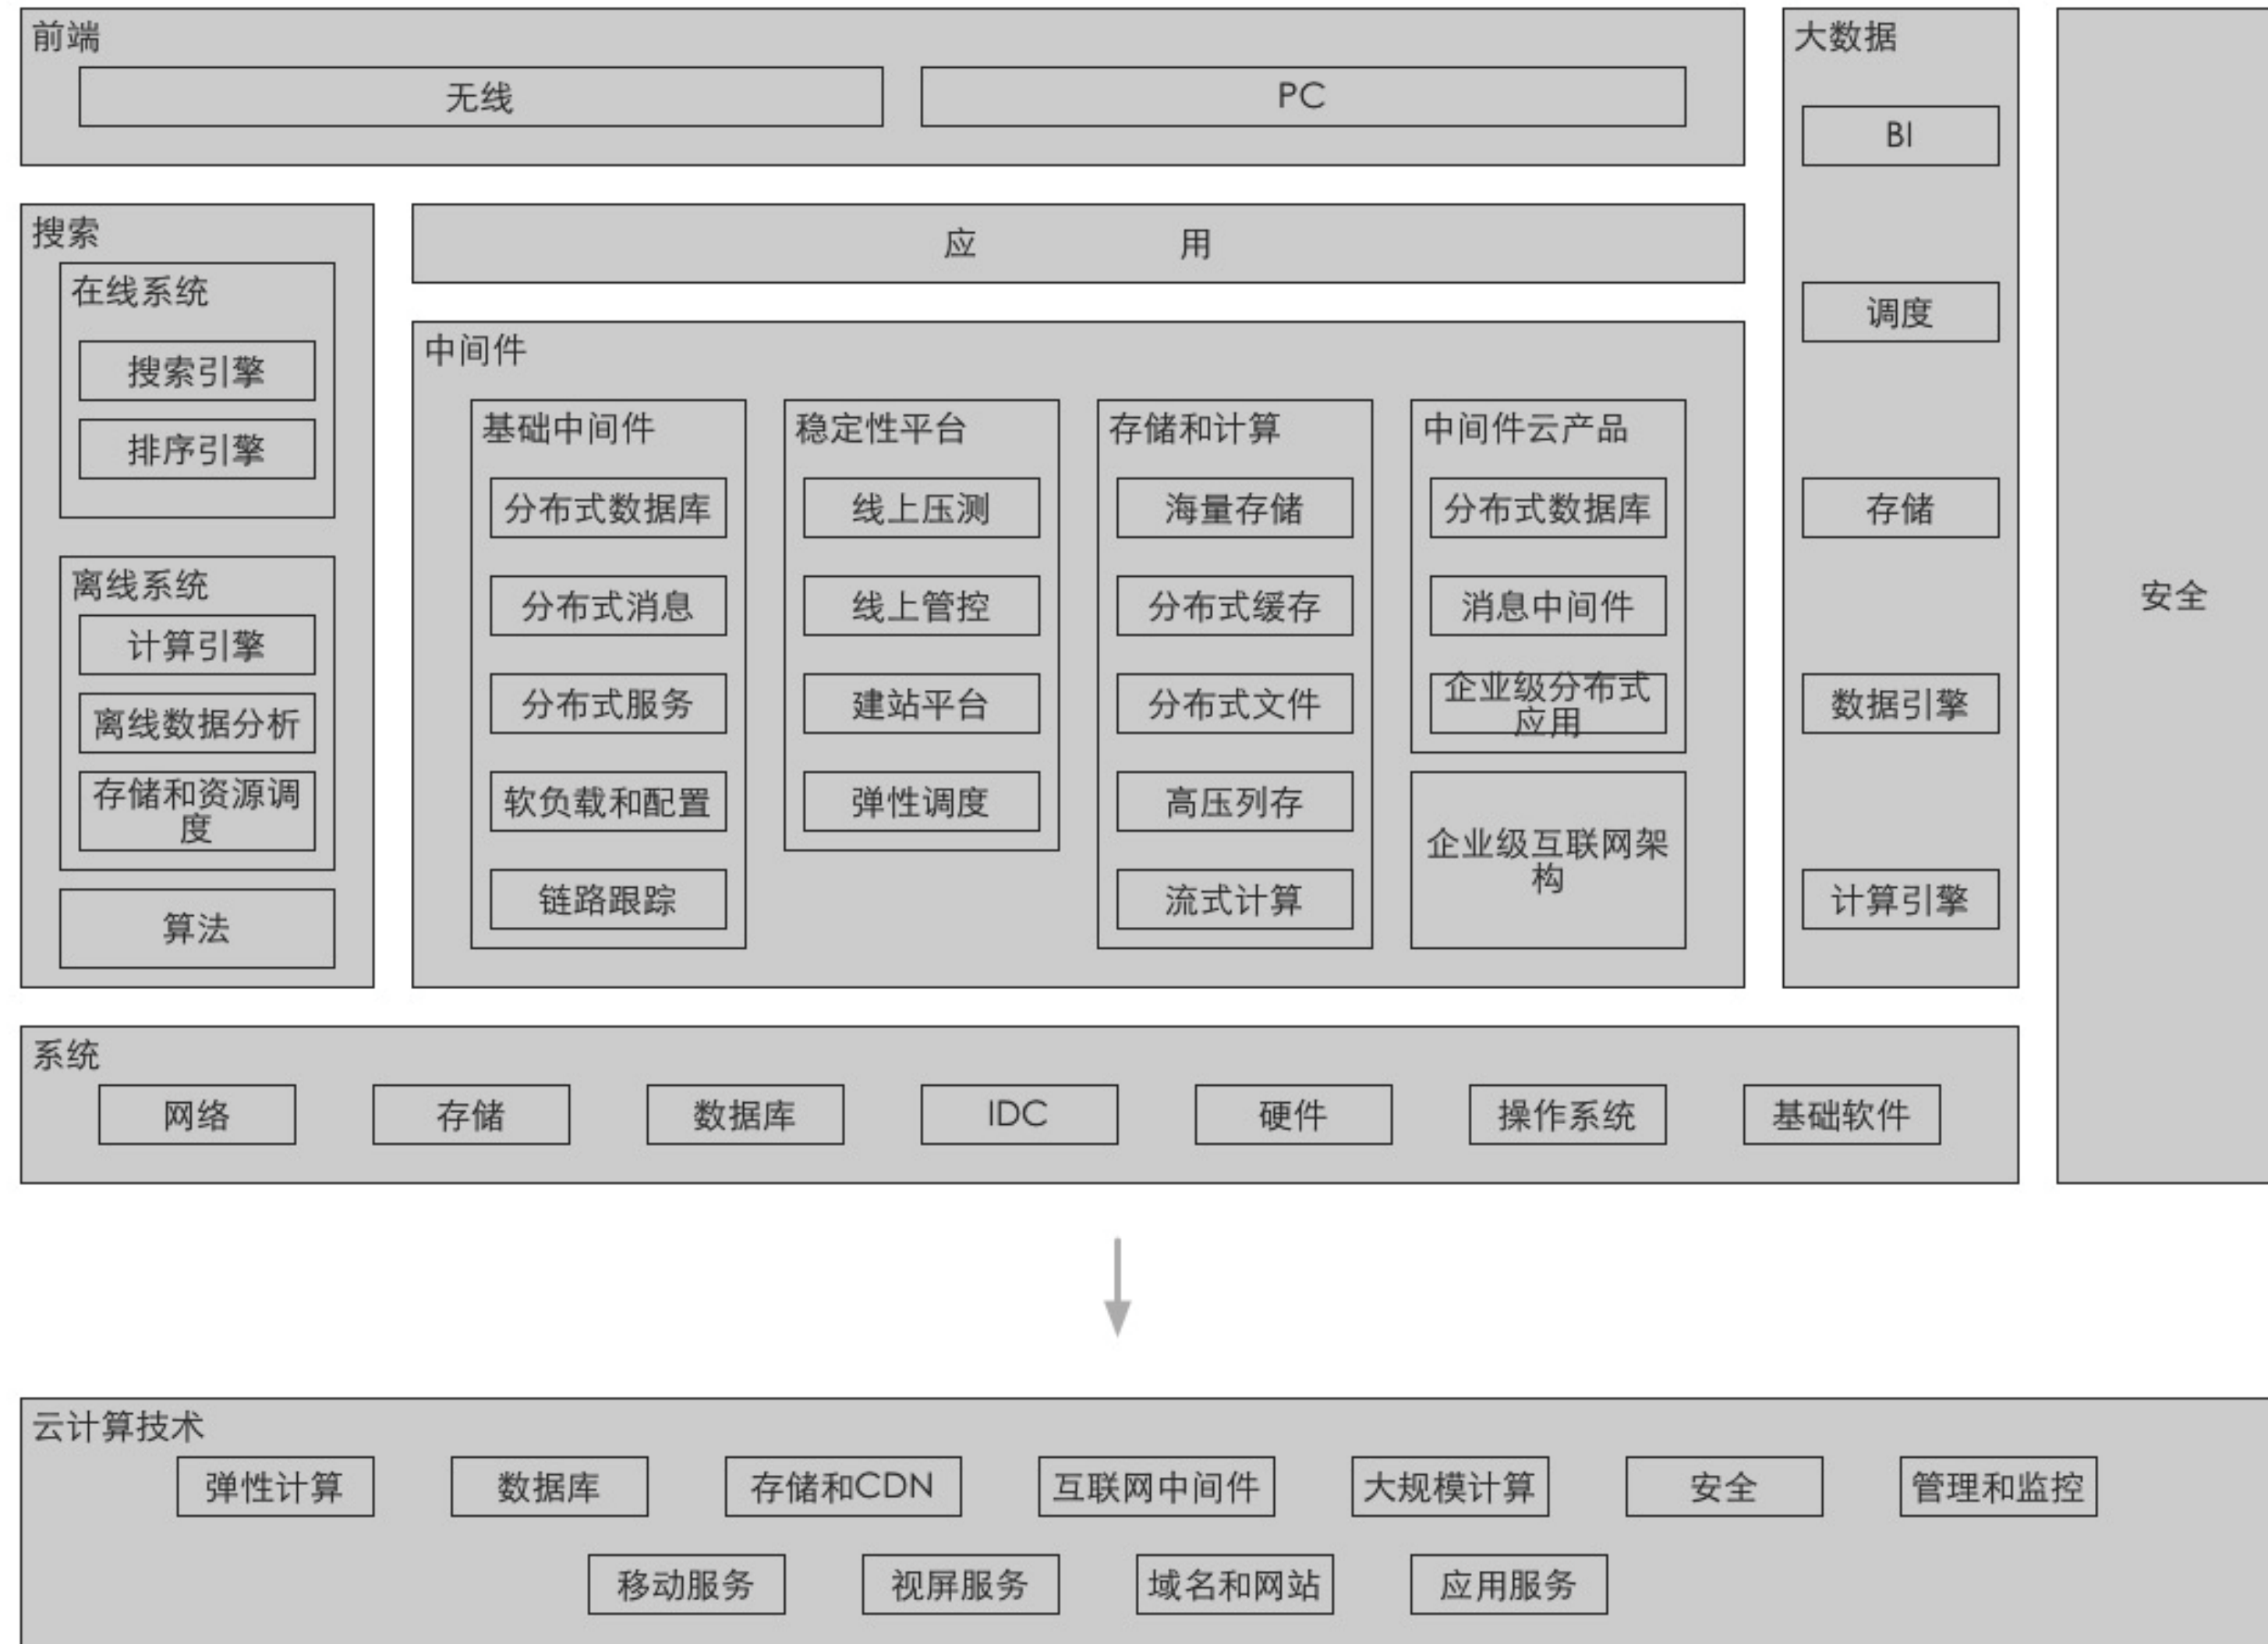 前端
无线
PC
大数据
BI
调度
存储
数据引擎
计算引擎
安全
搜索
在线系统
搜索引擎
排序引擎
离线系统
计算引擎
离线数据分析
存储和资源调
度
算法
应 用
中间件
基础中间件
分布式数据库
分布式消息
分布式服务
软负载和配置
链路跟踪
稳定性平台
线上压测
线上管控
建站平台
弹性调度
存储和计算
海量存储
分布式缓存
分布式文件
高压列存
流式计算
中间件云产品
分布式数据库
消息中间件
企业级分布式
应用
企业级互联网架
构
系统
网络
存储
数据库
IDC
硬件
操作系统
基础软件
云计算技术
弹性计算
数据库
存储和CDN
互联网中间件
大规模计算
安全
管理和监控
移动服务
视屏服务
域名和网站
应用服务